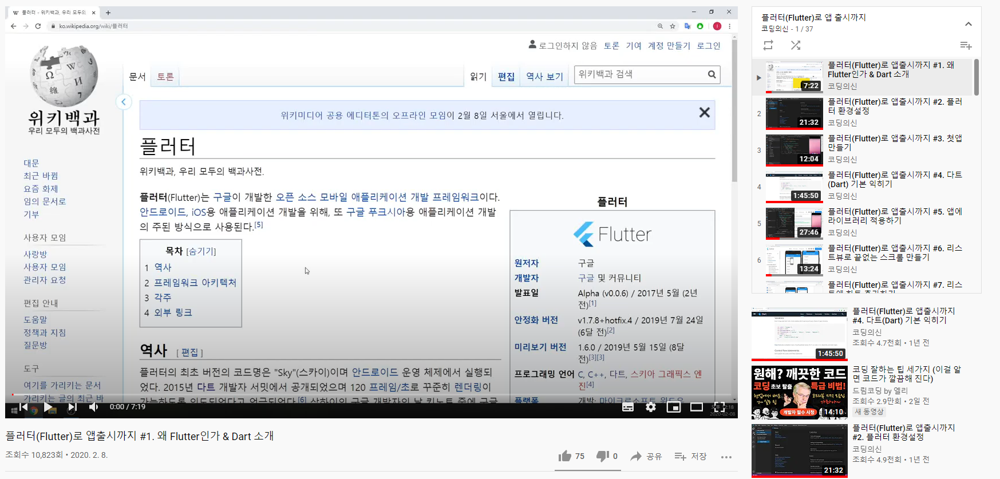 플러터 - 위키백과, 우리 모두의
ko.wikipedia.org/wiki/플러터
로그인하지 않음 토론 기여 계정 만들기 로그인
문서 토론 읽기 편집 역사 보기 위키백과 검색
위키백과
우리 모두의 백과사전
위키미디어 공용 에디터톤의 오프라인 모임이 2월 8일 서울에서 열립니다.
플러터
위키백과, 우리 모두의 백과사전.
대문
최근 바뀜
요즘 화제
임의 문서로
기부
사용자 모임
사랑방
사용자 모임
관리자 요청
편집 안내
도움말
정책과 지침
질문방
도구
여기를 가리키는 문서
가리키는 글의 최근 바
플러터(Flutter)는 구글이 개발한 오픈 소스 모바일 애플리케이션 개발 프레임워크이다.
안드로이드, iOS용 애플리케이션 개발을 위해, 또 구글 푸크시아용 애플리케이션 개발
의 주된 방식으로 사용된다.[5]
목차 [숨기기]
1 역사
2 프레임워크 아키텍처
3 각주
4 외부 링크
역사 [ 편집 ]
플러터의 최초 버전의 코드명은 "Sky"(스카이)이며 안드로이드 운영 체제에서 실행되
었다. 2015년 다트 개발자 서밋에서 공개되었으며 120 프레임/초로 꾸준히 렌더링이
가능하도록 의도되었다고 언급되었다.[6] 상하이의 구글 개발자의 날 키노트 중에 구글
플러터
Flutter
원저자 구글
개발자 구글 및 커뮤니티
발표일 Alpha (v0.0.6) / 2017년 5월 (2년
전)[1]
안정화 버전 v1.7.8+hotfix.4 / 2019년 7월 24일
(6달 전)[2]
미리보기 버전 1.6.0 / 2019년 5월 15일 (8달
전)[3][3]
프로그래밍 언어 C, C++, 다트, 스키아 그래픽스 엔
진[4]
플랫폼 개발: 마이크로소프트 윈도우,
0:00 / 7:19
2020-02-08
플러터(Flutter)로 앱출시까지 #1. 왜 Flutter인가 & Dart 소개
조회수 10,823회 • 2020. 2. 8.
75 0 공유 저장
플러터(Flutter)로 앱 출시까지
코딩의신 - 1 / 37
7:22
플러터(Flutter)로 앱출시까지 #1. 왜
Flutter인가 & Dart 소개
코딩의신
2
21:32
플러터(Flutter)로 앱출시까지 #2. 플러
터 환경설정
코딩의신
3
12:04
플러터(Flutter)로 앱출시까지 #3. 첫앱
만들기
코딩의신
4
1:45:50
플러터(Flutter)로 앱출시까지 #4. 다트
(Dart) 기본 익히기
코딩의신
5
27:46
플러터(Flutter)로 앱출시까지 #5. 앱에
라이브러리 적용하기
코딩의신
6
13:24
플러터(Flutter)로 앱출시까지 #6. 리스
트뷰로 끝없는 스크롤 만들기
코딩의신
플러터(Flutter)로 앱출시까지 #7. 리스
1:45:50
플러터(Flutter)로 앱출시까지
#4. 다트(Dart) 기본 익히기
코딩의신
조회수 4.7천회 • 1년 전
원해? 깨끗한 코드
코딩 초보 탈출 특급 비법!
개발자 필수 시청
14:10
코딩 잘하는 팁 세가지 (이걸 알
면 코드가 깔끔해 진다)
드림코딩 by 엘리
조회수 2.9만회 • 2일 전
새 동영상
21:32
플러터(Flutter)로 앱출시까지
#2. 플러터 환경설정
코딩의신
조회수 4.9천회 • 1년 전